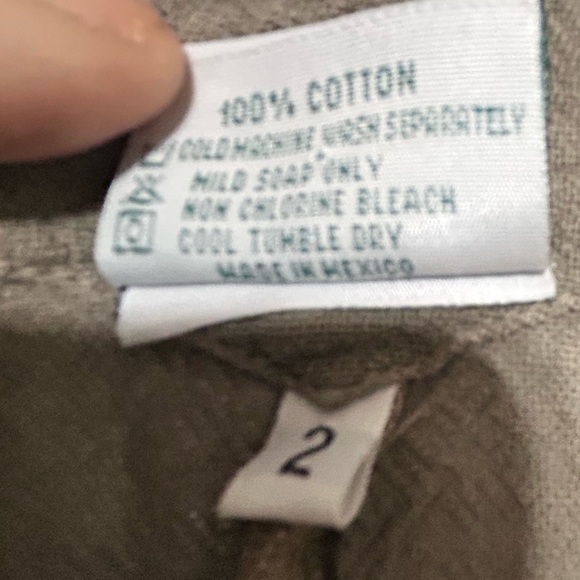 100% COTTON
COLD MACHINE WASH SEPARATELY
MILD SOAP ONLY
NON CHLORINE BLEACH
COOL TUMBLE DRY
MADE IN MEXICO
2